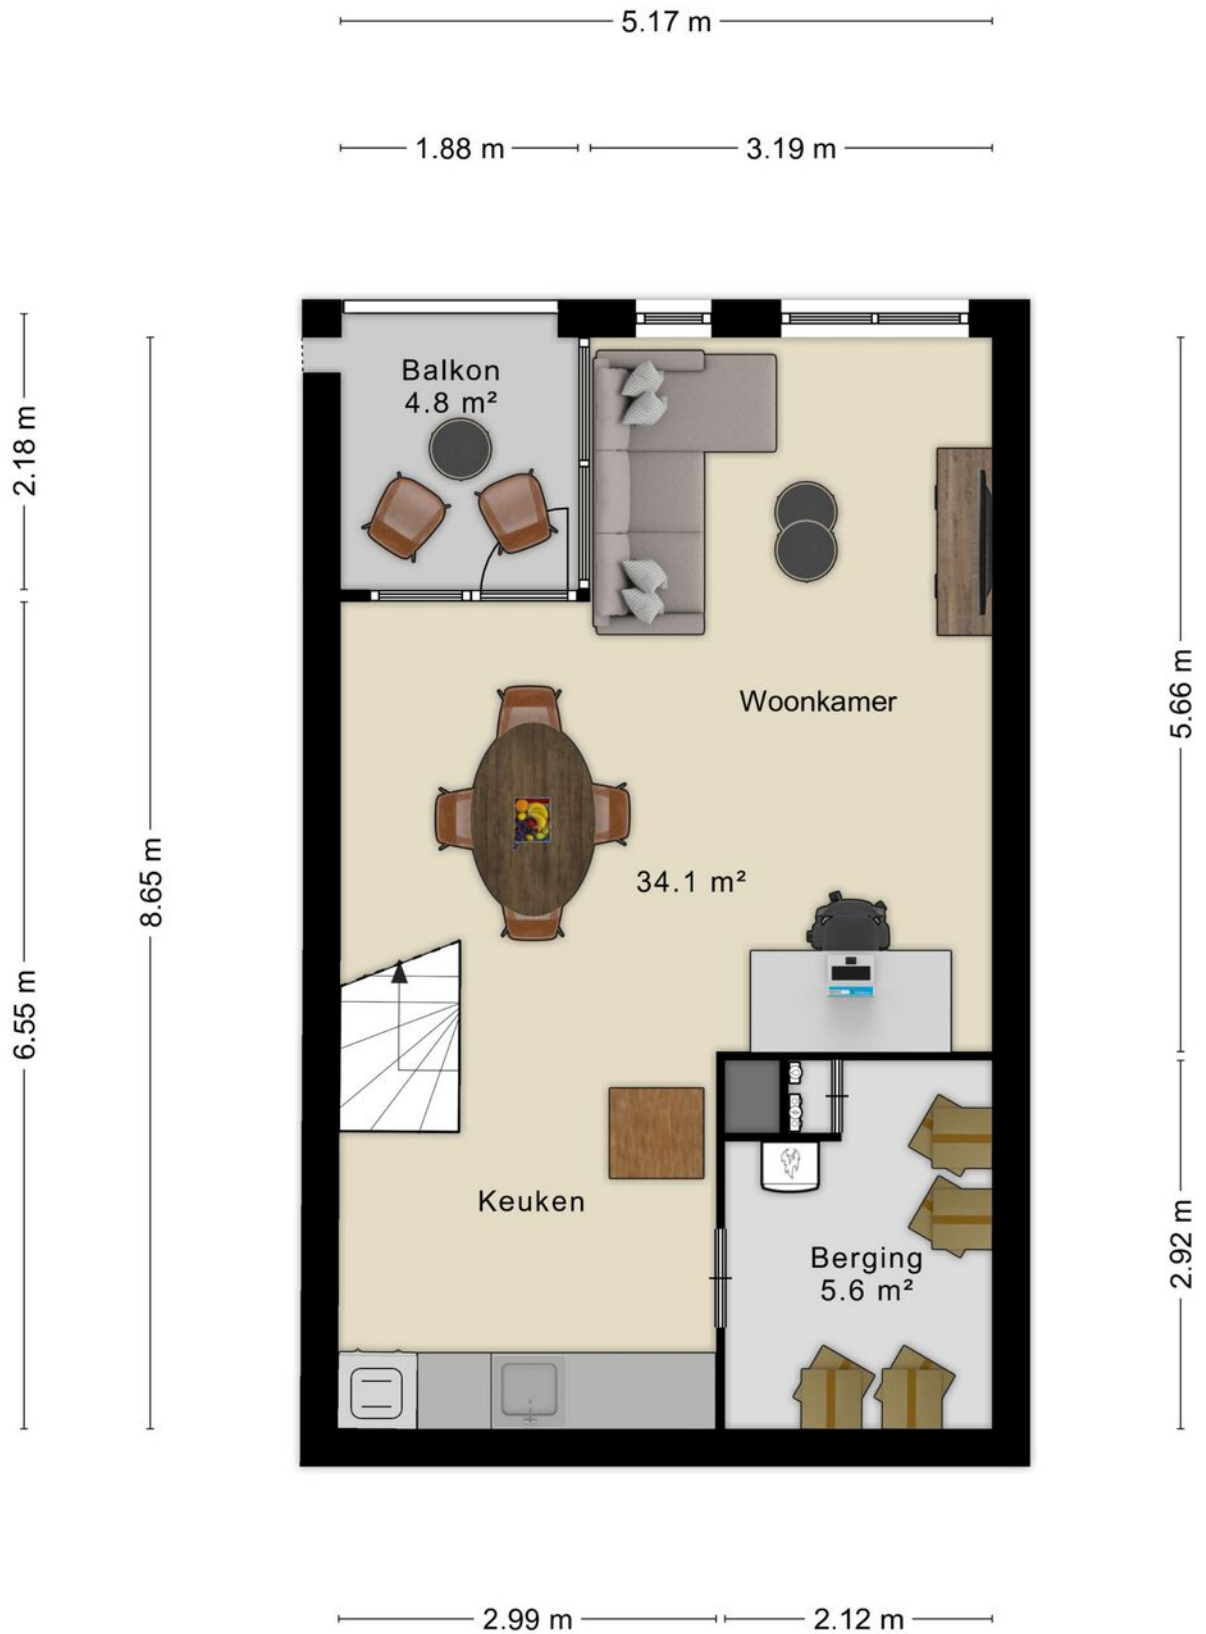 5.17 m
1.88 m
3.19 m
Balkon
4.8 m²
2.18 m
5.66 m
Woonkamer
8.65 m
34.1 m²
6.55 m
Keuken
Berging
5.6 m²
2.92 m
2.99 m
2.12 m